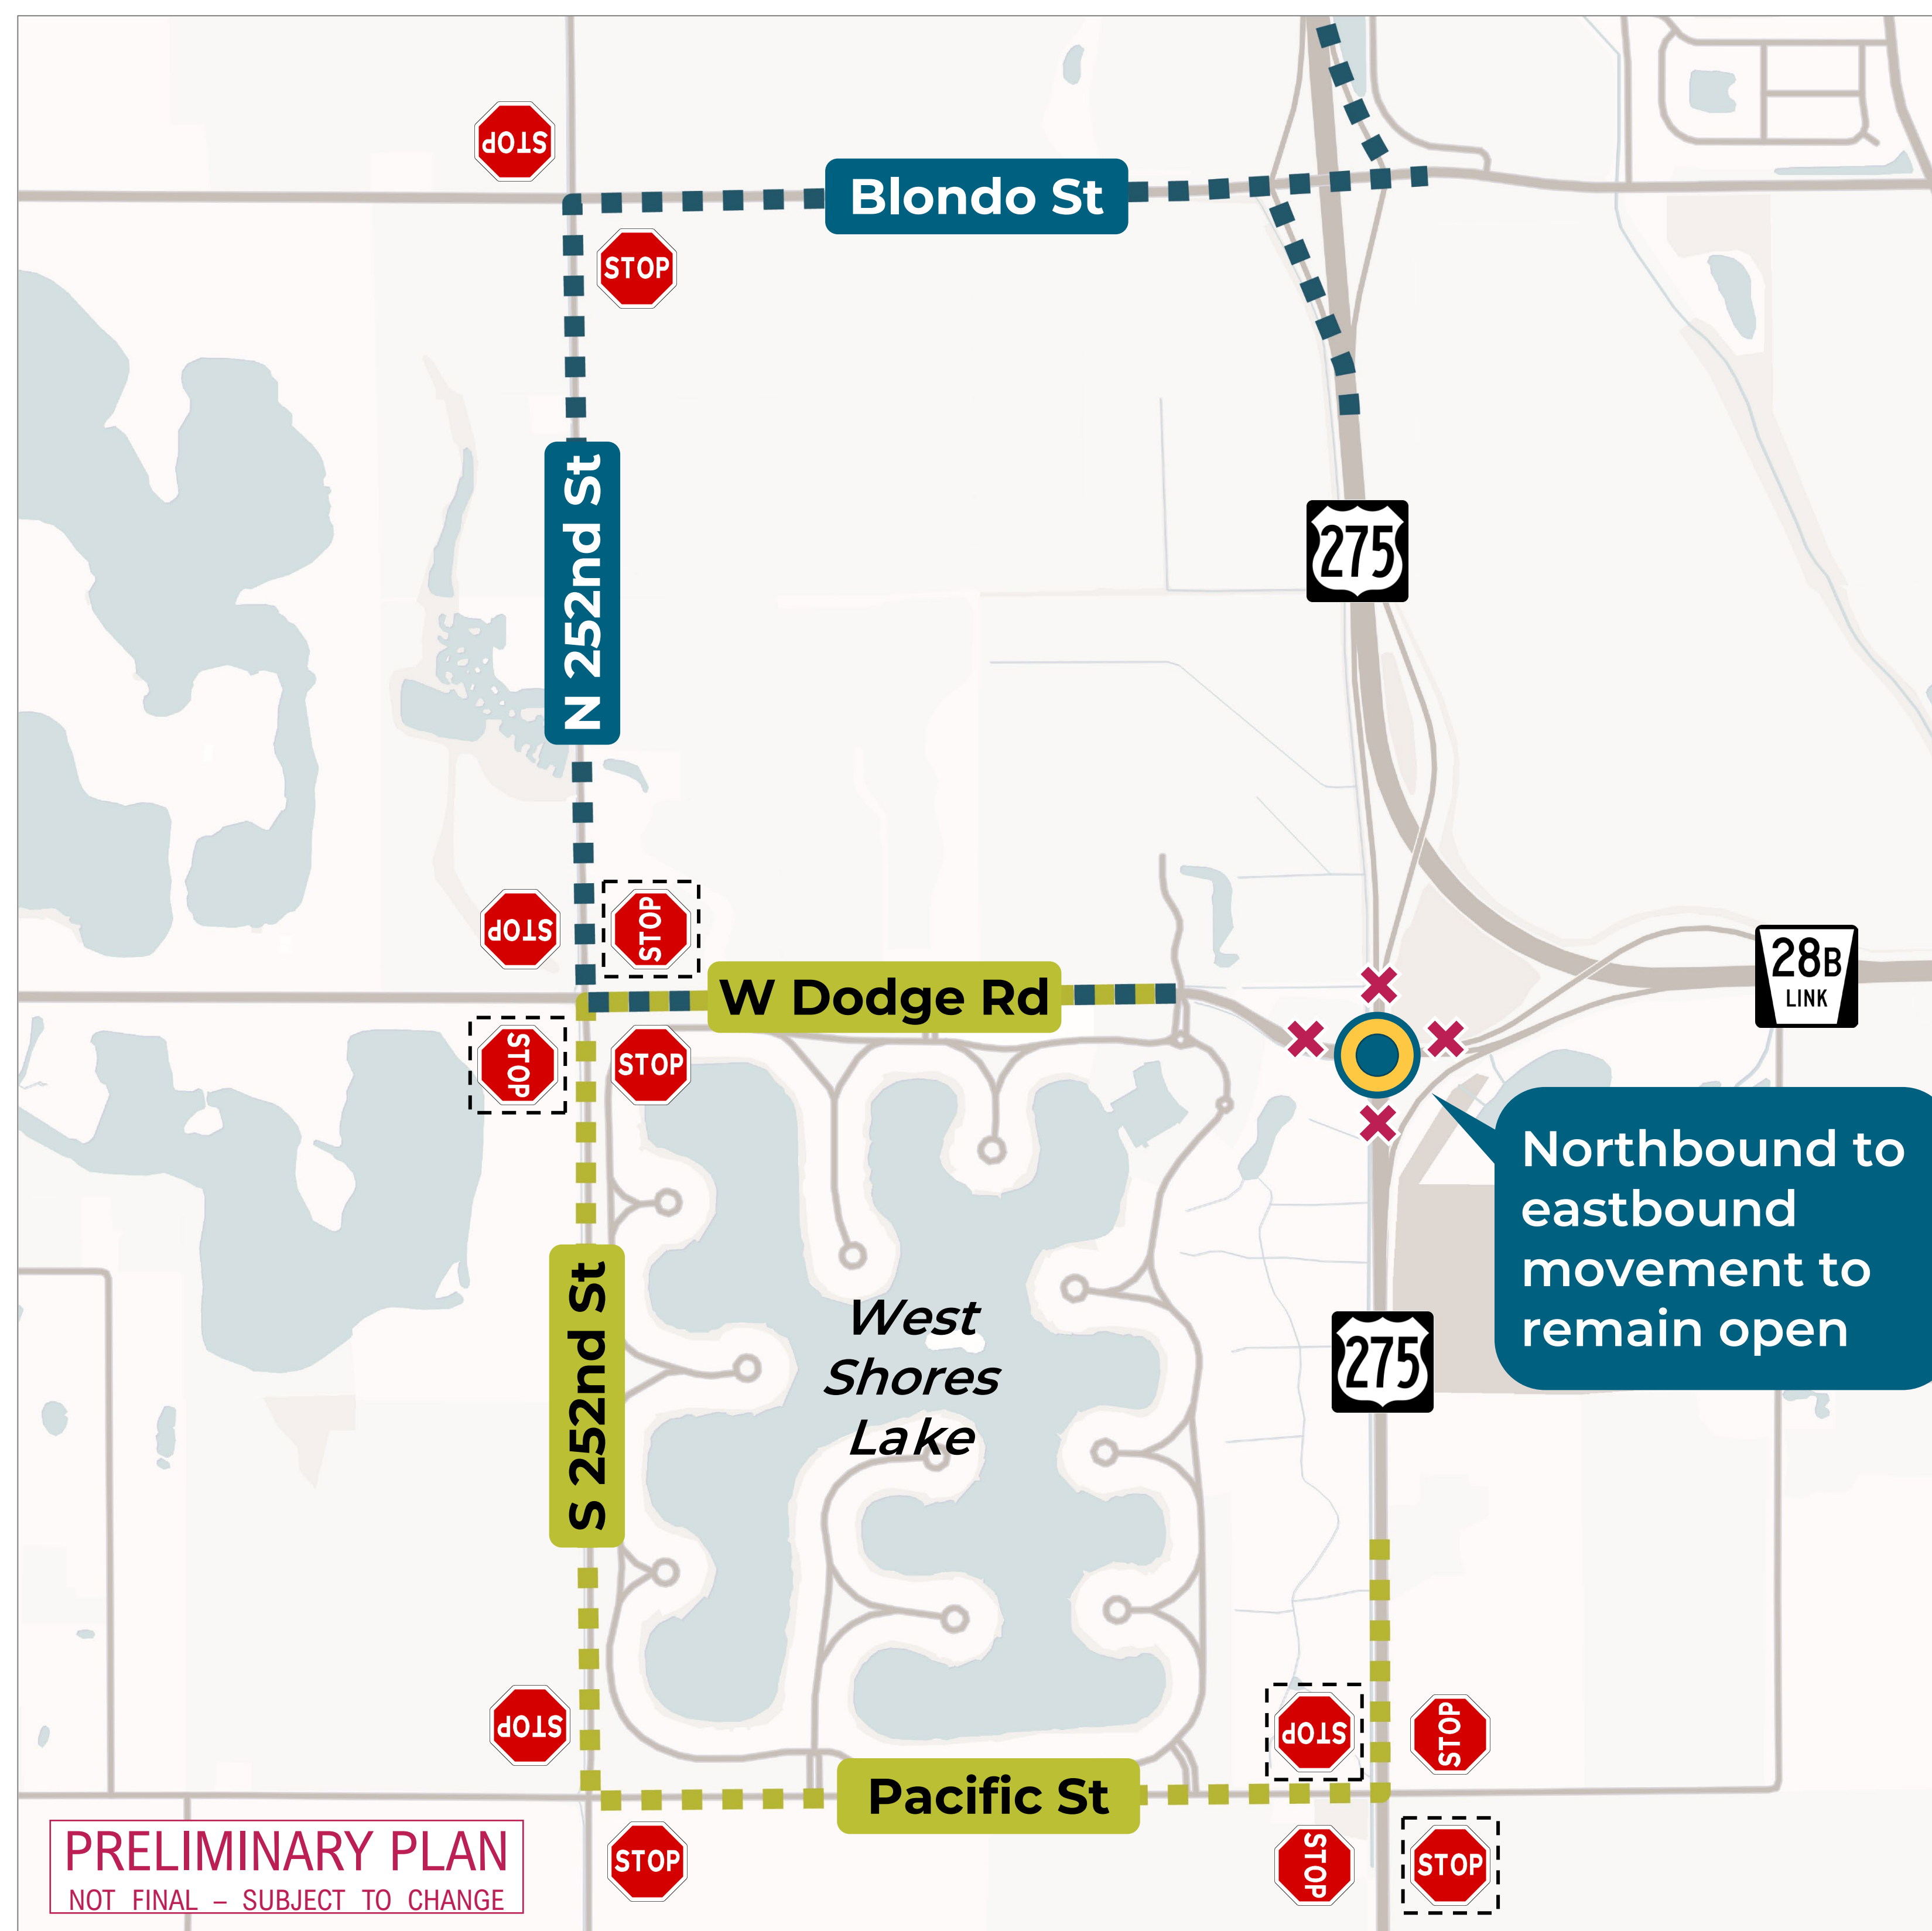 STOP
Blondo St
STOP
N 252nd St
275
STOP
STOP
28B
LINK
W Dodge Rd
STOP
STOP
Northbound to
eastbound
movement to
remain open
S 252nd St
West
Shores
Lake
275
STOP
STOP
STOP
Pacific St
STOP
STOP
STOP
PRELIMINARY PLAN
NOT FINAL – SUBJECT TO CHANGE